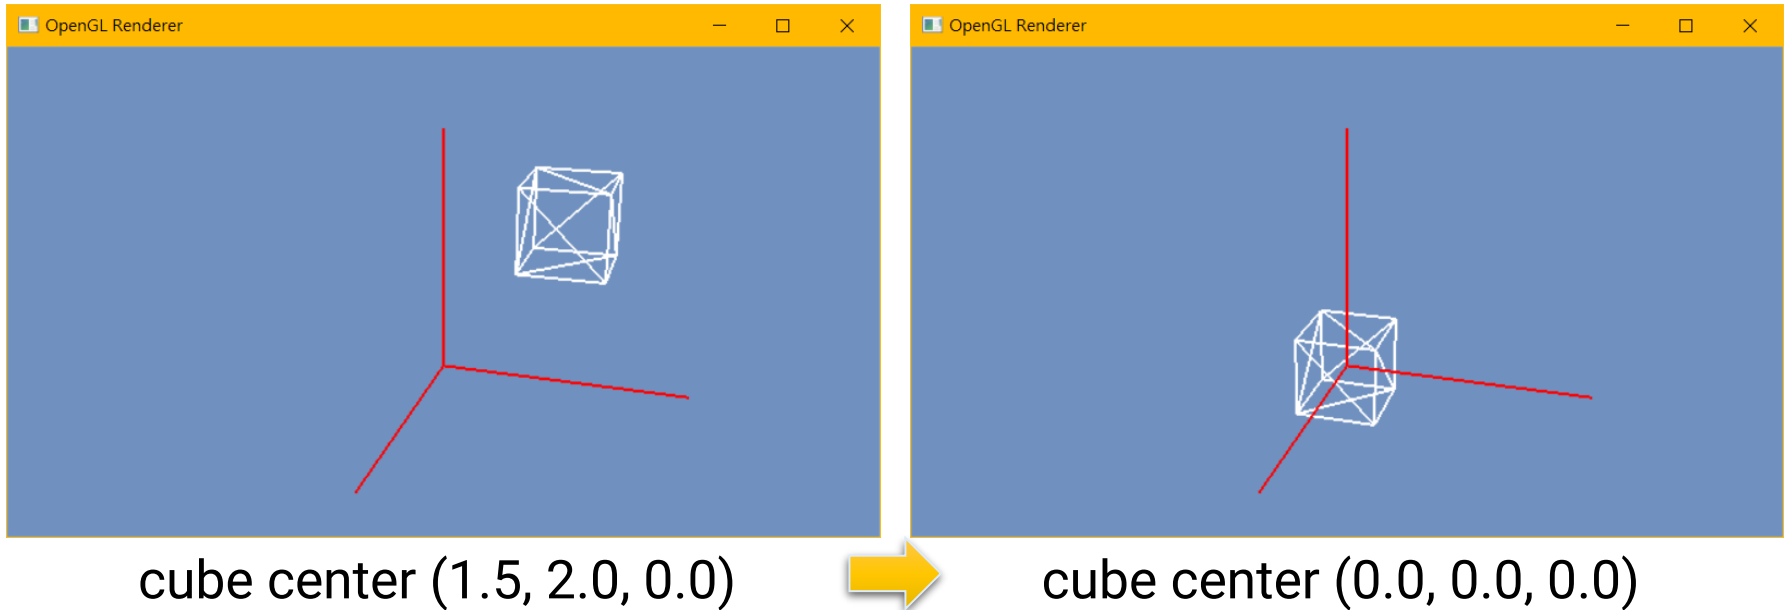 OpenGL Renderer
OpenGL Renderer
cube center (1.5, 2.0, 0.0)
cube center (0.0, 0.0, 0.0)